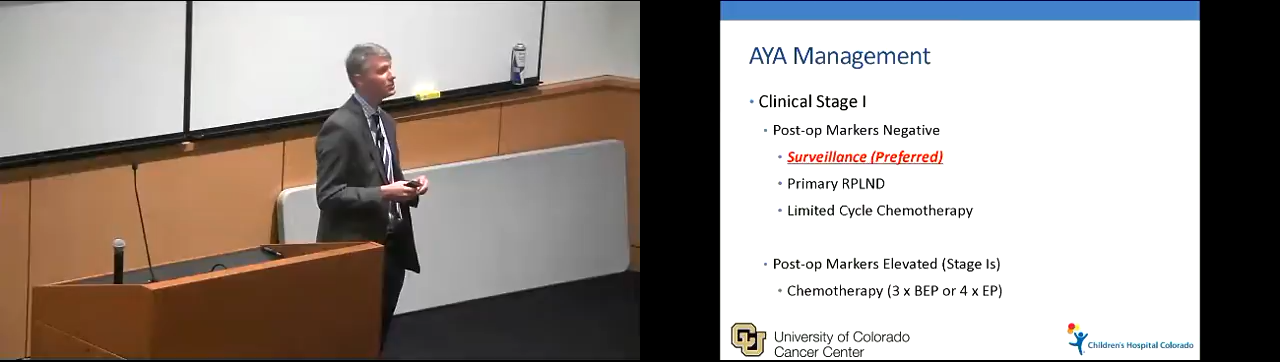 AYA Management
• Clinical Stage I
• Post-op Markers Negative
• Surveillance (Preferred)
• Primary RPLND
• Limited Cycle Chemotherapy
• Post-op Markers Elevated (Stage Is)
• Chemotherapy (3 x BEP or 4 x EP)
CU
University of Colorado
Cancer Center
Children's Hospital Colorado